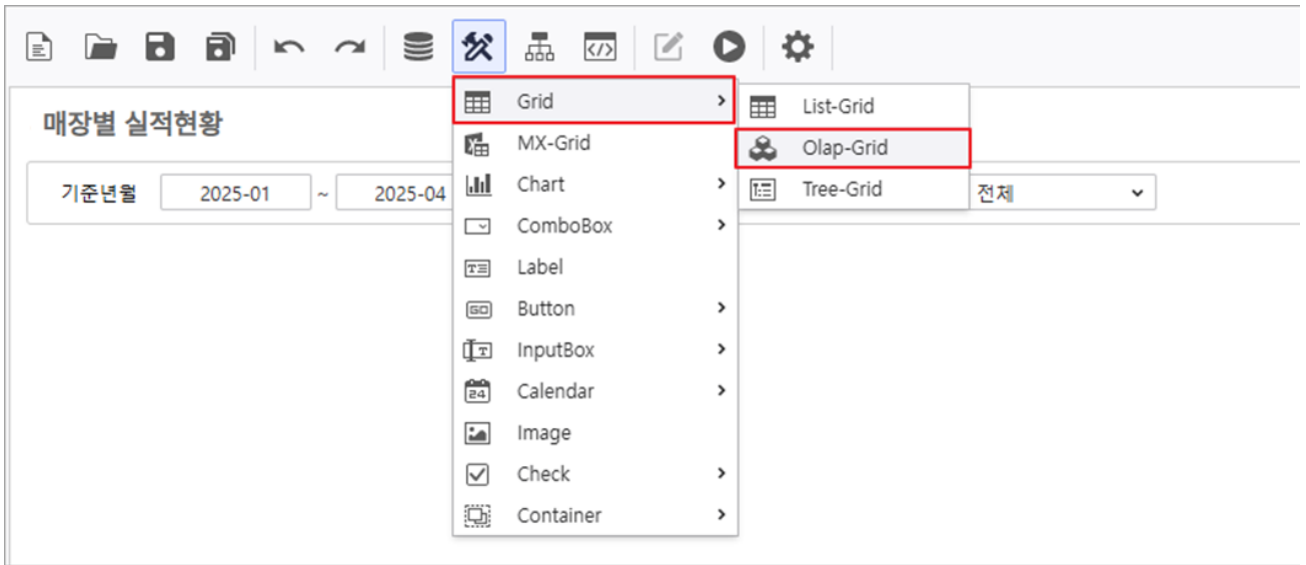 Grid
List-Grid
매장별 실적현황
MX-Grid
Olap-Grid
기준년월 2025-01 ~ 2025-04
Chart
Tree-Grid
전체
ComboBox
Label
Button
InputBox
Calendar
Image
Check
Container